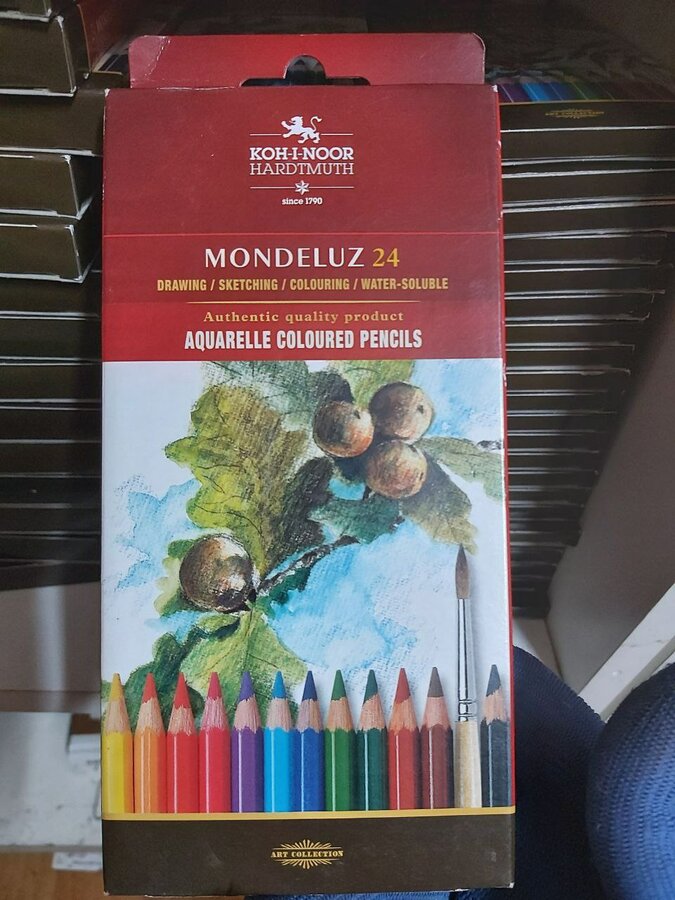 KOH-I-NOOR
HARDTMUTH
since 1790
MONDELUZ 24
DRAWING / SKETCHING / COLOURING / WATER-SOLUBLE
Authentic quality product
AQUARELLE COLOURED PENCILS
ART COLLECTION